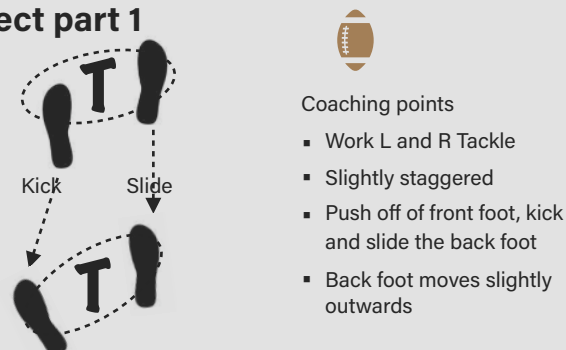 ect part 1
T
Kick Slide
T
Coaching points
▪ Work L and R Tackle
▪ Slightly staggered
▪ Push off of front foot, kick
and slide the back foot
▪ Back foot moves slightly
outwards